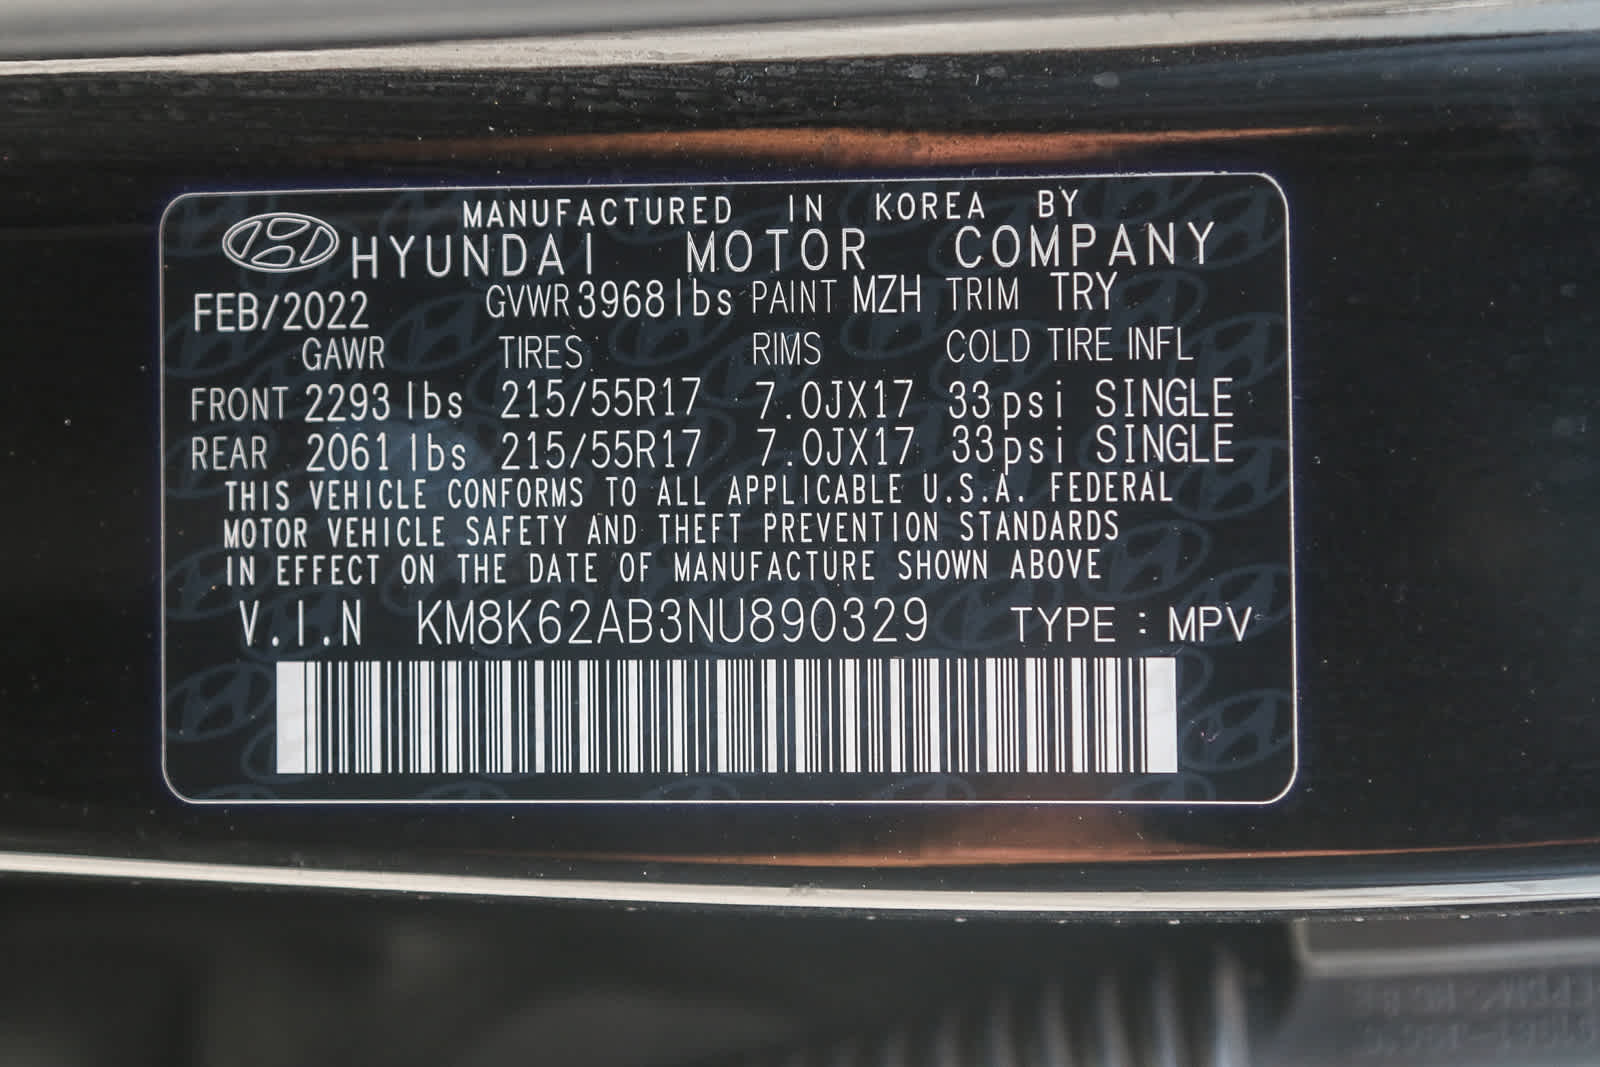 MANUFACTURED IN KOREA BY
HYUNDAI MOTOR COMPANY
FEB/2022 GVWR 3968 lbs PAINT MZH TRIM TRY
GAWR TIRES RIMS COLD TIRE INFL
FRONT 2293 lbs 215/55R17 7.0JX17 33psi SINGLE
REAR 2061 lbs 215/55R17 7.0JX17 33psi SINGLE
THIS VEHICLE CONFORMS TO ALL APPLICABLE U.S.A. FEDERAL
MOTOR VEHICLE SAFETY AND THEFT PREVENTION STANDARDS
IN EFFECT ON THE DATE OF MANUFACTURE SHOWN ABOVE
V.I.N KM8K62AB3NU890329 TYPE : MPV